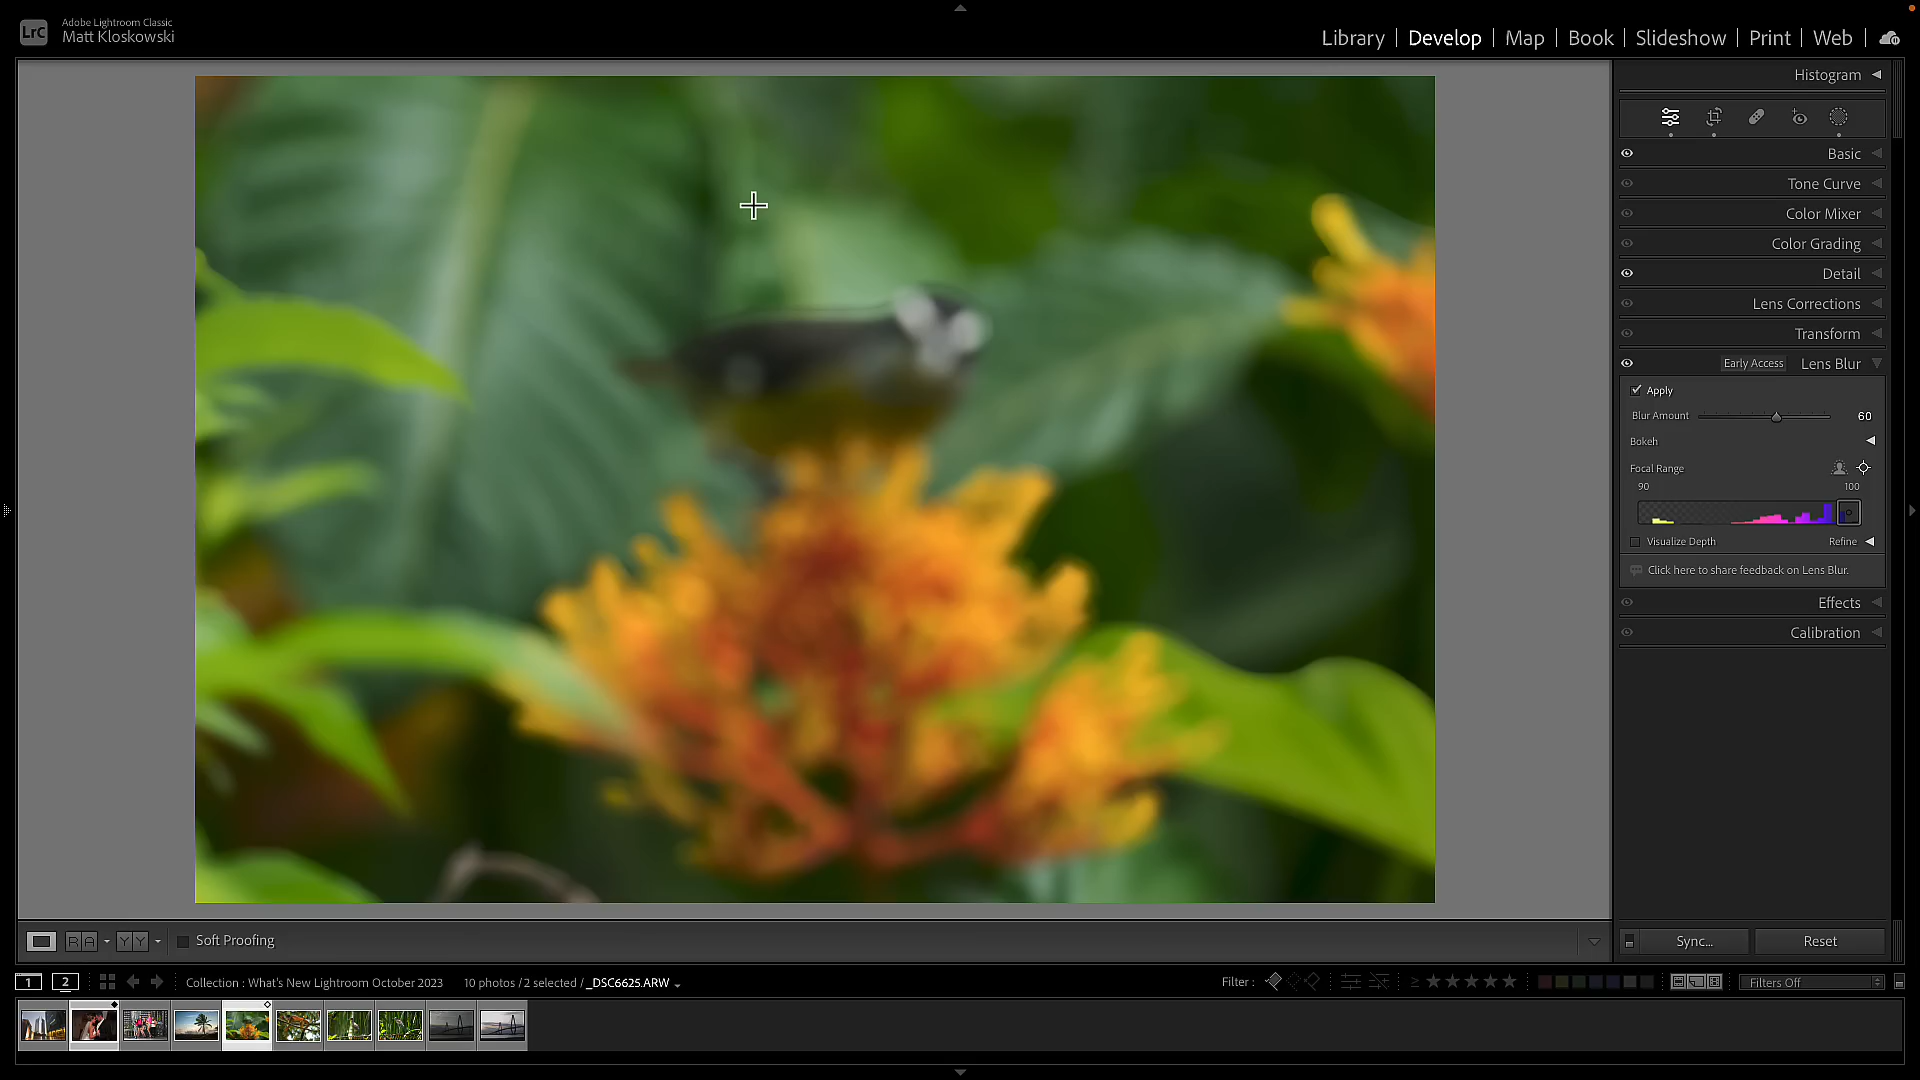 Adobe Lightroom Classic
LrC
Matt Kloskowski
Library | Develop | Map | Book | Slideshow | Print | Web
Histogram
Basic
Tone Curve
Color Mixer
Color Grading
Detail
Lens Corrections
Transform
Early Access Lens Blur
Apply
Blur Amount 60
Bokeh
Focal Range
90 100
Visualize Depth Refine
Click here to share feedback on Lens Blur.
Effects
Calibration
R A Y Y Soft Proofing
Sync... Reset
1 2 Collection : What's New Lightroom October 2023 10 photos / 2 selected / _DSC6625.ARW Filter : ≥ Filters Off